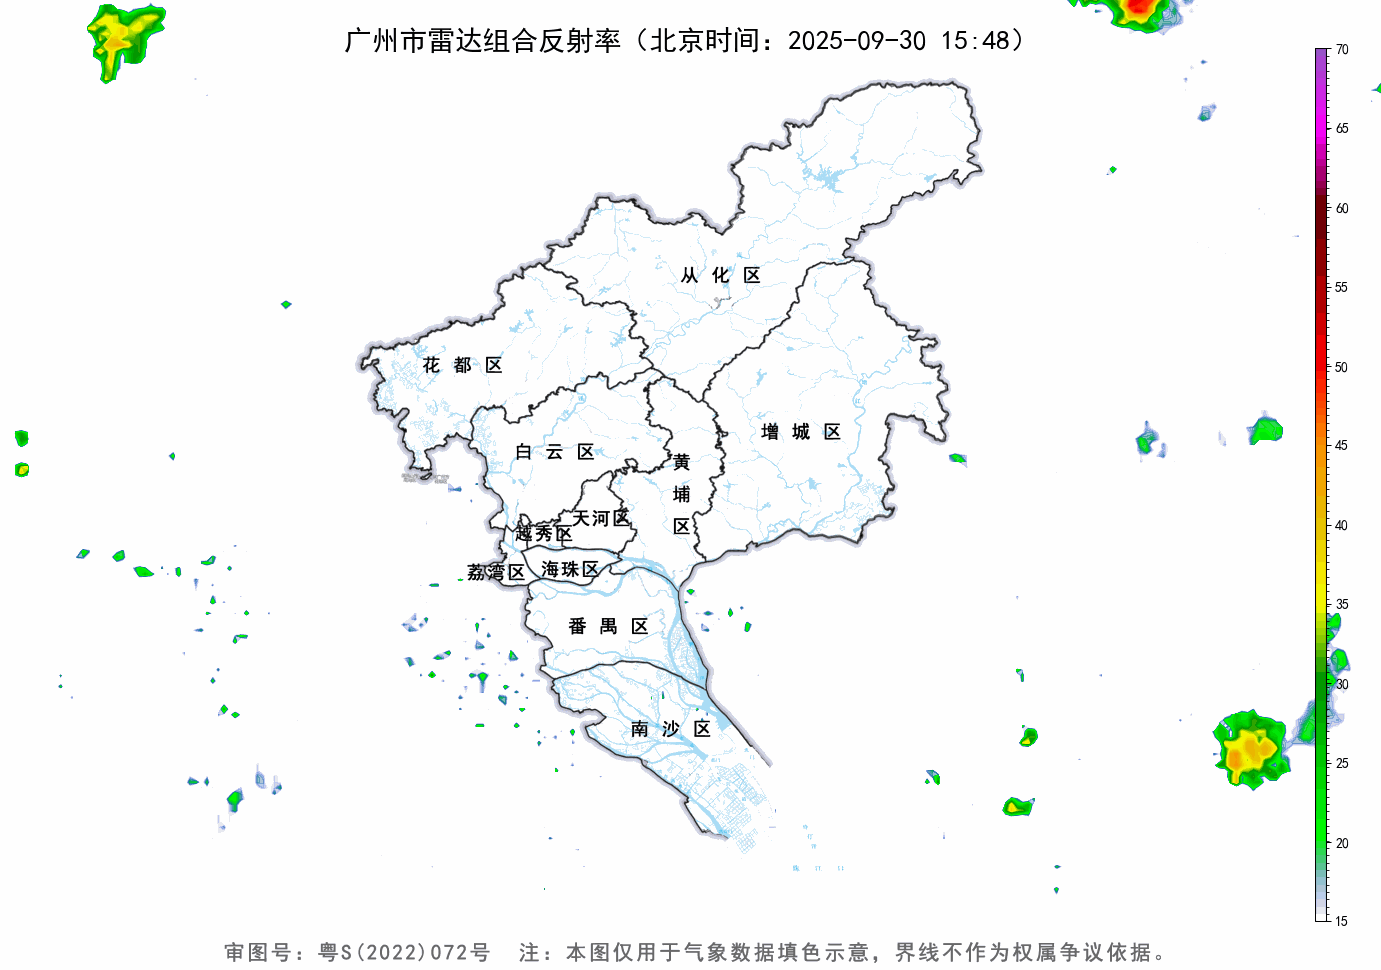 广州市雷达组合反射率（北京时间：2025-09-30 15:48）
70
65
60
55
50
45
40
35
30
25
20
15
从化区
花都区
增城区
白云区
黄埔区
天河区
越秀区
荔湾区
海珠区
番禺区
南沙区
审图号：粤S(2022)072号 注：本图仅用于气象数据填色示意，界线不作为权属争议依据。